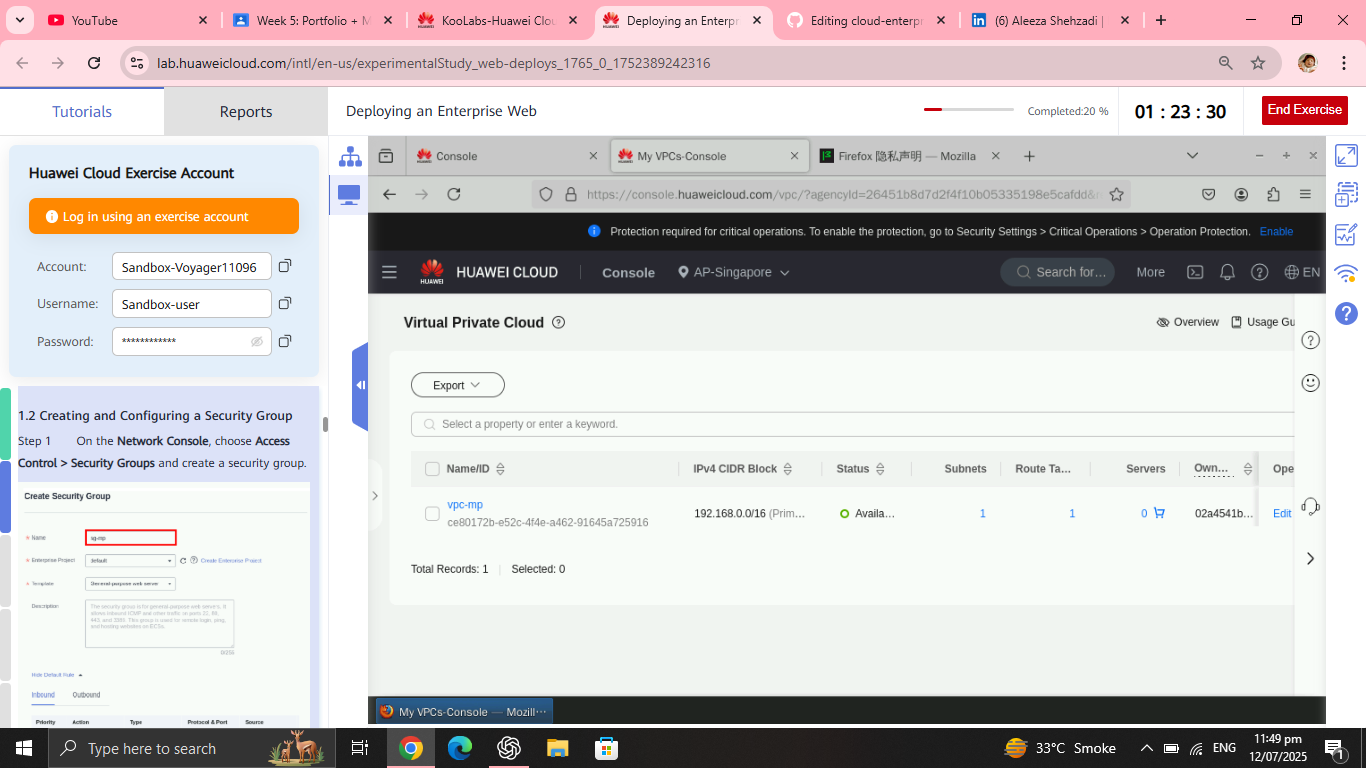 YouTube
Week 5: Portfolio + M
KooLabs-Huawei Clou
Deploying an Enterpr
Editing cloud-enterp
(6) Aleeza Shehzadi |
lab.huaweicloud.com/intl/en-us/experimentalStudy_web-deploys_1765_0_1752389242316
Tutorials
Reports
Deploying an Enterprise Web
Completed:20 %
01 : 23 : 30
End Exercise
Huawei Cloud Exercise Account
Log in using an exercise account
Account: Sandbox-Voyager11096
Username: Sandbox-user
Password: ************
1.2 Creating and Configuring a Security Group
Step 1 On the Network Console, choose Access
Control > Security Groups and create a security group.
Create Security Group
* Name sg-mp
* Enterprise Project default Create Enterprise Project
* Template General-purpose web server
Description The security group is for general-purpose web servers. It
allows inbound ICMP and other traffic on ports 22, 80,
443, and 3389. This group is used for remote login, ping,
and hosting websites on ECSs.
0/255
Hide Default Rule
Inbound Outbound
Priority Action Type Protocol & Port Source
Console
My VPCs-Console
Firefox 隐私声明 — Mozilla
https://console.huaweicloud.com/vpc/?agencyId=26451b8d7d2f4f10b05335198e5cafdd&re
Protection required for critical operations. To enable the protection, go to Security Settings > Critical Operations > Operation Protection. Enable
HUAWEI
HUAWEI CLOUD
Console
AP-Singapore
Search for...
More
EN
Virtual Private Cloud
Overview
Usage Gu
Export
Select a property or enter a keyword.
Name/ID IPv4 CIDR Block Status Subnets Route Ta... Servers Own... Ope
vpc-mp
ce80172b-e52c-4f4e-a462-91645a725916
192.168.0.0/16 (Prim... Availa... 1 1 0 02a4541b... Edit
Total Records: 1 Selected: 0
My VPCs-Console — Mozill···
Type here to search
33°C Smoke
ENG
11:49 pm
12/07/2025
1